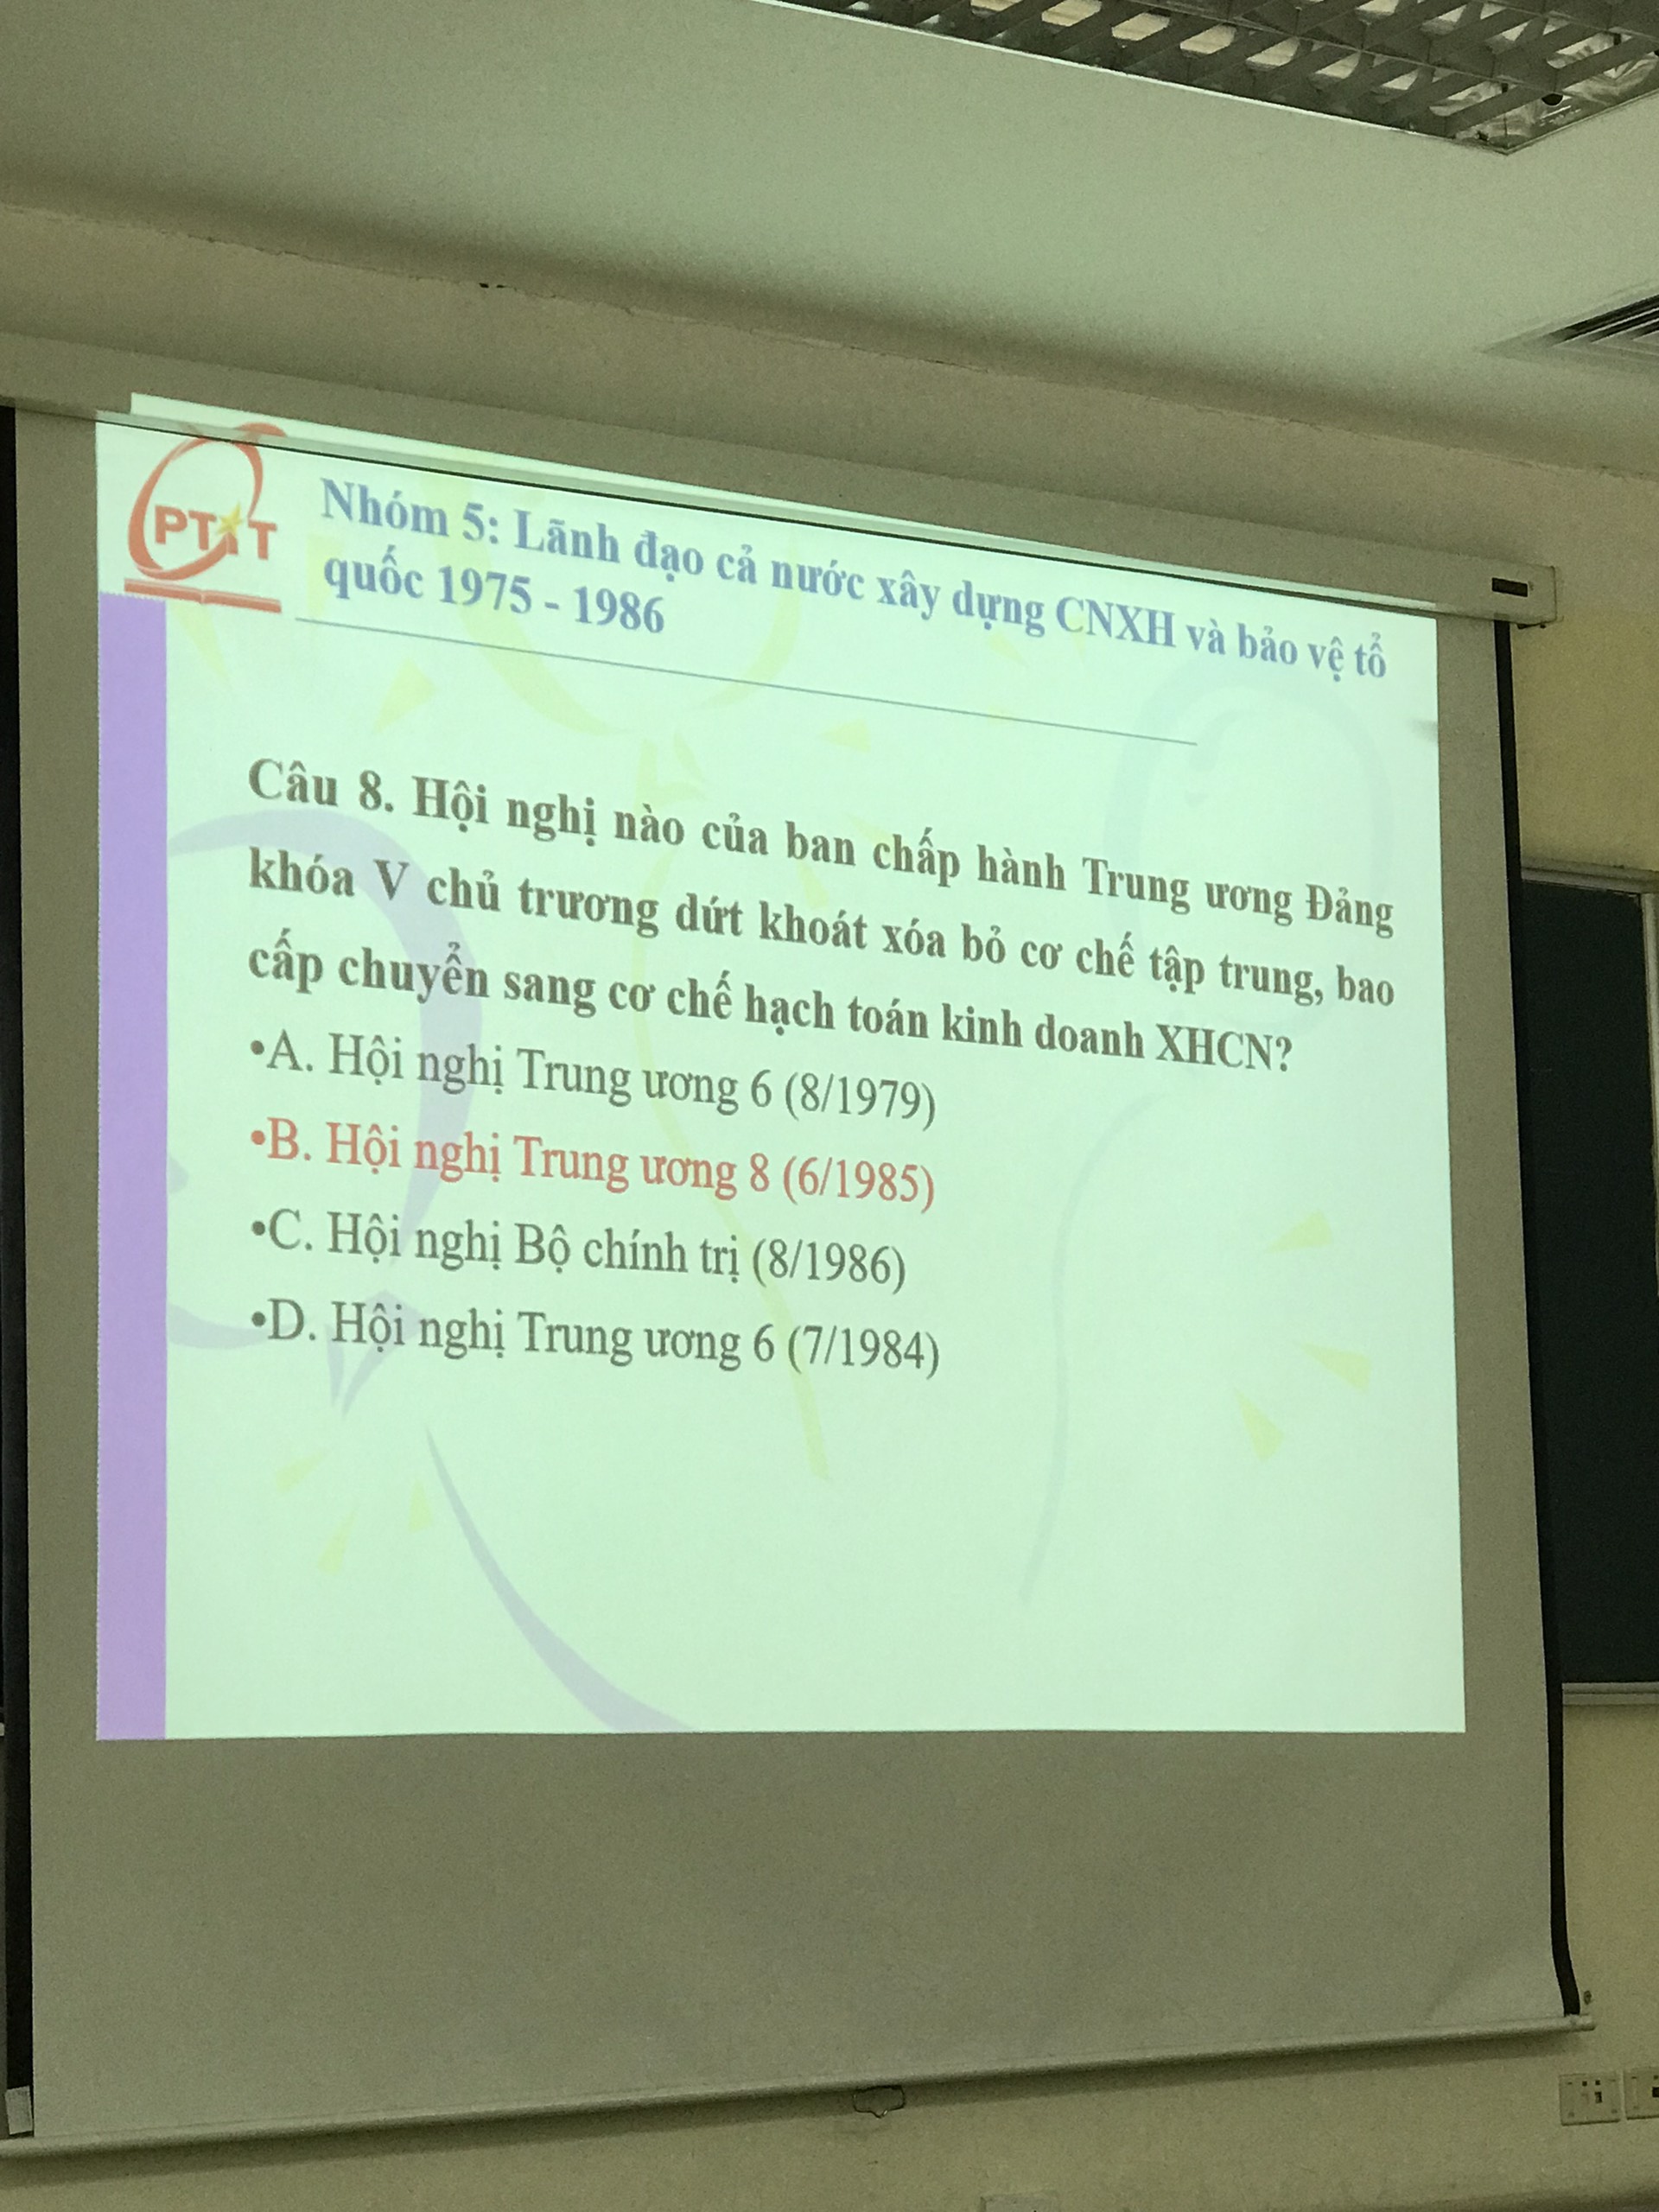 PTiT
Nhóm 5: Lãnh đạo cả nước xây dựng CNXH và bảo vệ tổ
quốc 1975 - 1986
Câu 8. Hội nghị nào của ban chấp hành Trung ương Đảng
khóa V chủ trương dứt khoát xóa bỏ cơ chế tập trung, bao
cấp chuyển sang cơ chế hạch toán kinh doanh XHCN?
•A. Hội nghị Trung ương 6 (8/1979)
•B. Hội nghị Trung ương 8 (6/1985)
•C. Hội nghị Bộ chính trị (8/1986)
•D. Hội nghị Trung ương 6 (7/1984)